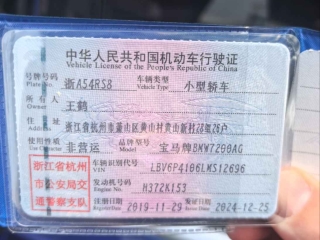 中华人民共和国机动车行驶证
Vehicle License of the People's Republic of China
号牌号码 浙A54RS8 车辆类型 小型轿车
Plate No. Vehicle Type
所有人 王鹤
Owner
住址 浙江省杭州市萧山区黄山村黄山新社28组26户
Address
使用性质 非营运 宝马牌BMW7200AG
Use Character
浙江省杭州 车辆识别代号 LBV6P4106LMS12696
VIN
市公安局交 发动机号码 H372K153
Engine No.
通警察支队 注册日期 2019-11-29 发证日期 2024-12-25
Register Date Issue Date